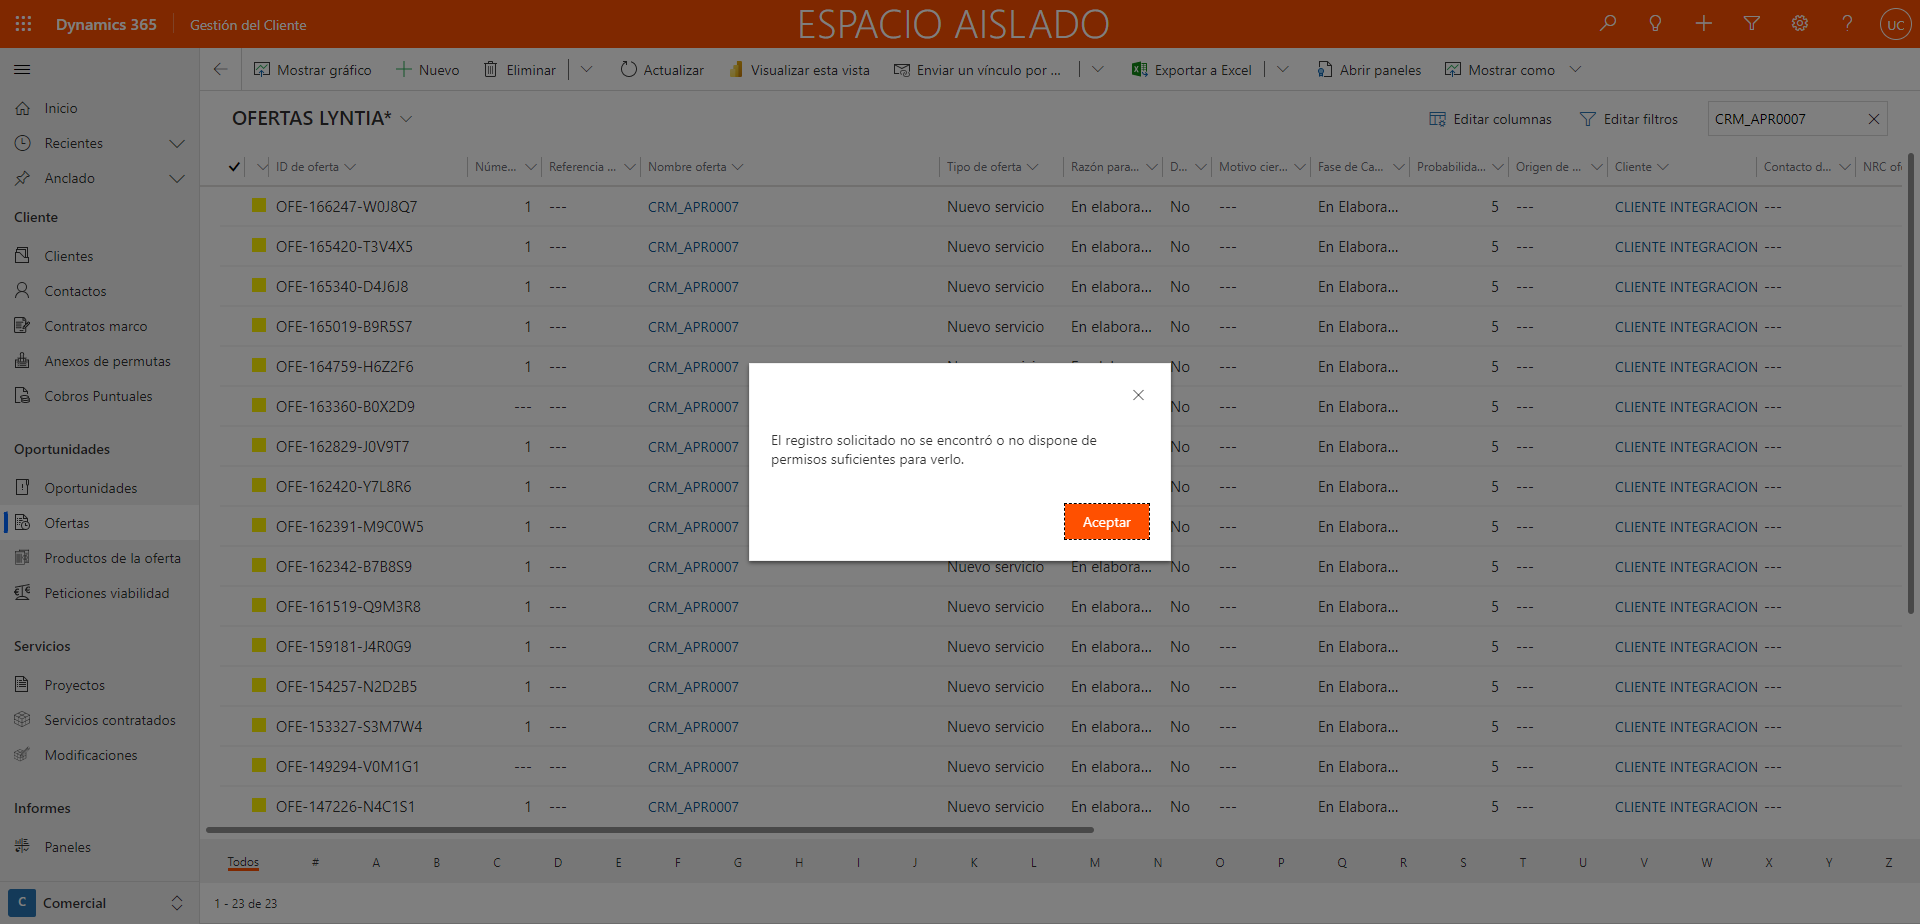 Dynamics 365
Gestión del Cliente
ESPACIO AISLADO
UC
Mostrar gráfico
Nuevo
Eliminar
Actualizar
Visualizar esta vista
Enviar un vínculo por ...
Exportar a Excel
Abrir paneles
Mostrar como
Inicio
Recientes
Anclado
Cliente
Clientes
Contactos
Contratos marco
Anexos de permutas
Cobros Puntuales
Oportunidades
Oportunidades
Ofertas
Productos de la oferta
Peticiones viabilidad
Servicios
Proyectos
Servicios contratados
Modificaciones
Informes
Paneles
C Comercial
OFERTAS LYNTIA*
Editar columnas
Editar filtros
CRM_APR0007
ID de oferta Núme... Referencia ... Nombre oferta Tipo de oferta Razón para... D... Motivo cier... Fase de Ca... Probabilida... Origen de ... Cliente Contacto d... NRC of
OFE-166247-W0J8Q7 1 --- CRM_APR0007 Nuevo servicio En elabora... No --- En Elabora... 5 --- CLIENTE INTEGRACION ---
OFE-165420-T3V4X5 1 --- CRM_APR0007 Nuevo servicio En elabora... No --- En Elabora... 5 --- CLIENTE INTEGRACION ---
OFE-165340-D4J6J8 1 --- CRM_APR0007 Nuevo servicio En elabora... No --- En Elabora... 5 --- CLIENTE INTEGRACION ---
OFE-165019-B9R5S7 1 --- CRM_APR0007 Nuevo servicio En elabora... No --- En Elabora... 5 --- CLIENTE INTEGRACION ---
OFE-164759-H6Z2F6 1 --- CRM_APR0007 Nuevo servicio En elabora... No --- En Elabora... 5 --- CLIENTE INTEGRACION ---
OFE-163360-B0X2D9 --- --- CRM_APR0007 No --- En Elabora... 5 --- CLIENTE INTEGRACION ---
OFE-162829-J0V9T7 1 --- CRM_APR0007 No --- En Elabora... 5 --- CLIENTE INTEGRACION ---
OFE-162420-Y7L8R6 1 --- CRM_APR0007 No --- En Elabora... 5 --- CLIENTE INTEGRACION ---
OFE-162391-M9C0W5 1 --- CRM_APR0007 No --- En Elabora... 5 --- CLIENTE INTEGRACION ---
OFE-162342-B7B8S9 1 --- CRM_APR0007 Nuevo servicio En elabora... No --- En Elabora... 5 --- CLIENTE INTEGRACION ---
OFE-161519-Q9M3R8 1 --- CRM_APR0007 Nuevo servicio En elabora... No --- En Elabora... 5 --- CLIENTE INTEGRACION ---
OFE-159181-J4R0G9 1 --- CRM_APR0007 Nuevo servicio En elabora... No --- En Elabora... 5 --- CLIENTE INTEGRACION ---
OFE-154257-N2D2B5 1 --- CRM_APR0007 Nuevo servicio En elabora... No --- En Elabora... 5 --- CLIENTE INTEGRACION ---
OFE-153327-S3M7W4 1 --- CRM_APR0007 Nuevo servicio En elabora... No --- En Elabora... 5 --- CLIENTE INTEGRACION ---
OFE-149294-V0M1G1 --- --- CRM_APR0007 Nuevo servicio En elabora... No --- En Elabora... 5 --- CLIENTE INTEGRACION ---
OFE-147226-N4C1S1 1 --- CRM_APR0007 Nuevo servicio En elabora... No --- En Elabora... 5 --- CLIENTE INTEGRACION ---
El registro solicitado no se encontró o no dispone de
permisos suficientes para verlo.
Aceptar
Todos # A B C D E F G H I J K L M N O P Q R S T U V W X Y Z
1 - 23 de 23